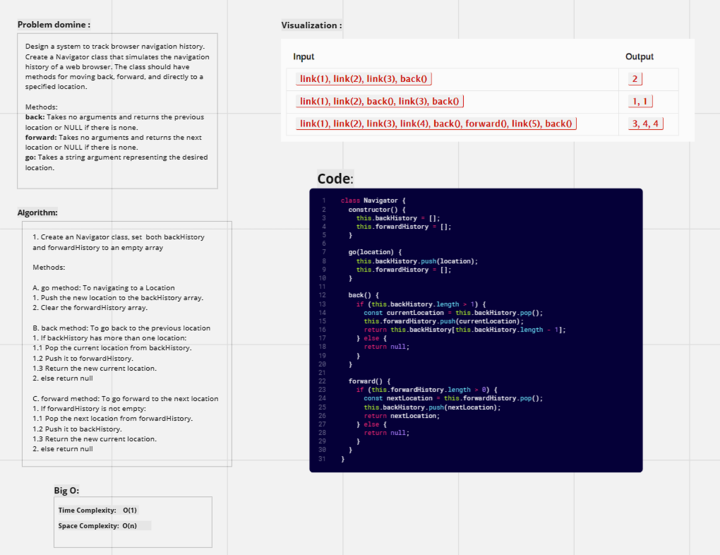 Problem domine :
Design a system to track browser navigation history.
Create a Navigator class that simulates the navigation
history of a web browser. The class should have
methods for moving back, forward, and directly to a
specified location.
Methods:
back: Takes no arguments and returns the previous
location or NULL if there is none.
forward: Takes no arguments and returns the next
location or NULL if there is none.
go: Takes a string argument representing the desired
location.
Algorithm:
1. Create an Navigator class, set both backHistory
and forwardHistory to an empty array
Methods:
A. go method: To navigating to a Location
1. Push the new location to the backHistory array.
2. Clear the forwardHistory array.
B. back method: To go back to the previous location
1. If backHistory has more than one location:
1.1 Pop the current location from backHistory.
1.2 Push it to forwardHistory.
1.3 Return the new current location.
2. else return null
C. forward method: To go forward to the next location
1. If forwardHistory is not empty:
1.1 Pop the next location from forwardHistory.
1.2 Push it to backHistory.
1.3 Return the new current location.
2. else return null
Big O:
Time Complexity: O(1)
Space Complexity: O(n)
Visualization :
Input Output
link(1), link(2), link(3), back() 2
link(1), link(2), back(), link(3), back() 1, 1
link(1), link(2), link(3), link(4), back(), forward(), link(5), back() 3, 4, 4
Code:
1 class Navigator {
2 constructor() {
3 this.backHistory = [];
4 this.forwardHistory = [];
5 }
6
7 go(location) {
8 this.backHistory.push(location);
9 this.forwardHistory = [];
10 }
11
12 back() {
13 if (this.backHistory.length > 1) {
14 const currentLocation = this.backHistory.pop();
15 this.forwardHistory.push(currentLocation);
16 return this.backHistory[this.backHistory.length - 1];
17 } else {
18 return null;
19 }
20 }
21
22 forward() {
23 if (this.forwardHistory.length > 0) {
24 const nextLocation = this.forwardHistory.pop();
25 this.backHistory.push(nextLocation);
26 return nextLocation;
27 } else {
28 return null;
29 }
30 }
31 }